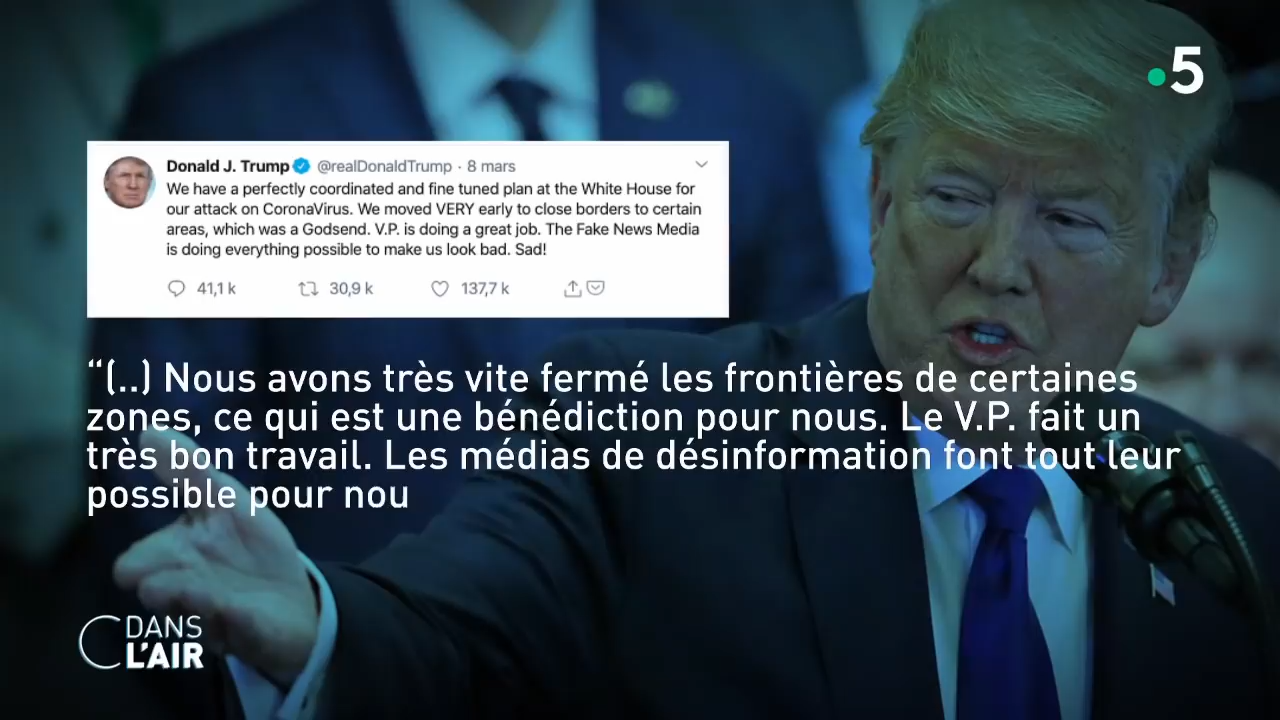 5
Donald J. Trump @realDonaldTrump · 8 mars
We have a perfectly coordinated and fine tuned plan at the White House for
our attack on CoronaVirus. We moved VERY early to close borders to certain
areas, which was a Godsend. V.P. is doing a great job. The Fake News Media
is doing everything possible to make us look bad. Sad!
41,1 k 30,9 k 137,7 k
“(..) Nous avons très vite fermé les frontières de certaines
zones, ce qui est une bénédiction pour nous. Le V.P. fait un
très bon travail. Les médias de désinformation font tout leur
possible pour nou
C DANS
L'AIR